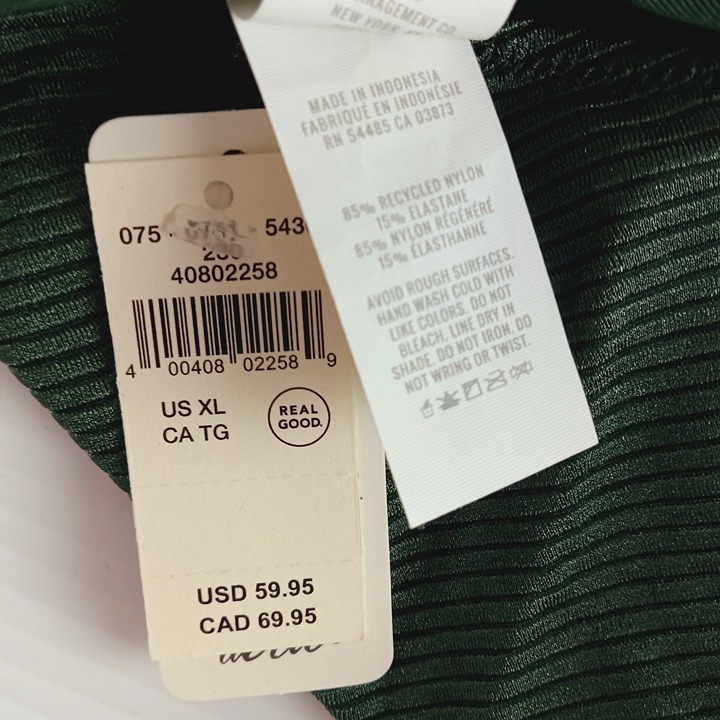 MANAGEMENT CO.
MADE IN INDONESIA
FABRIQUÉ EN INDONÉSIE
RN 54485 CA 03873
85% RECYCLED NYLON
15% ELASTANE
85% NYLON RÉGÉNÉRÉ
15% ÉLASTHANNE
AVOID ROUGH SURFACES.
HAND WASH COLD WITH
LIKE COLORS. DO NOT
BLEACH. LINE DRY IN
SHADE. DO NOT IRON. DO
NOT WRING OR TWIST.
075
40802258
4 00408 02258 9
US XL
CA TG
REAL
GOOD.
USD 59.95
CAD 69.95